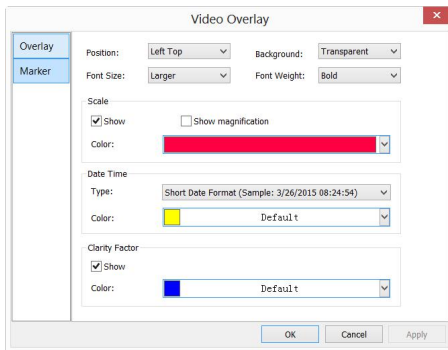 Video Overlay
Overlay
Marker
Position: Left Top Background: Transparent
Font Size: Larger Font Weight: Bold
Scale
Show Show magnification
Color:
Date Time
Type: Short Date Format (Sample: 3/26/2015 08:24:54)
Color: Default
Clarity Factor
Show
Color: Default
OK Cancel Apply